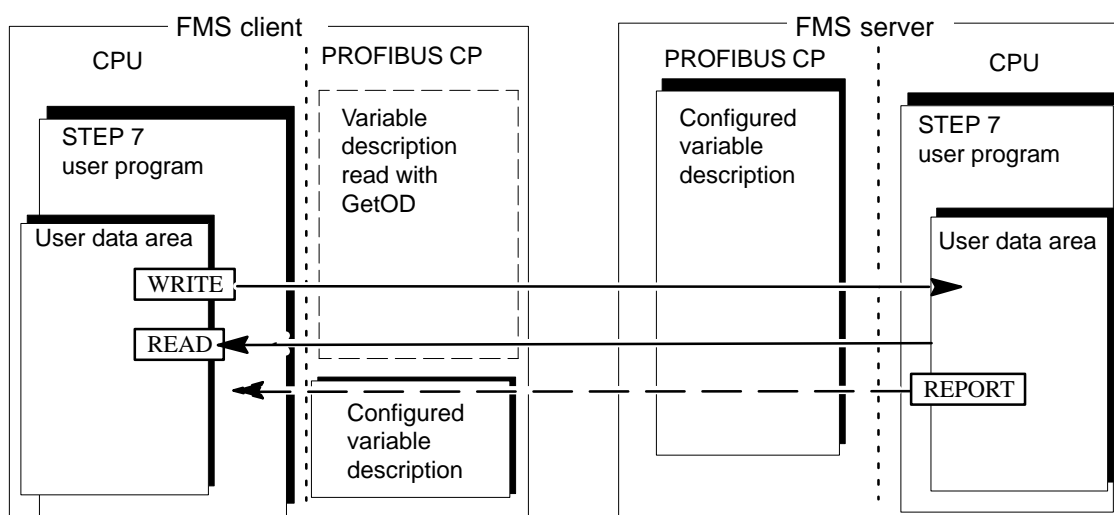 FMS client
CPU
PROFIBUS CP
STEP 7
user program
User data area
WRITE
READ
Variable
description
read with
GetOD
Configured
variable
description
FMS server
PROFIBUS CP
CPU
Configured
variable
description
STEP 7
user program
User data area
REPORT